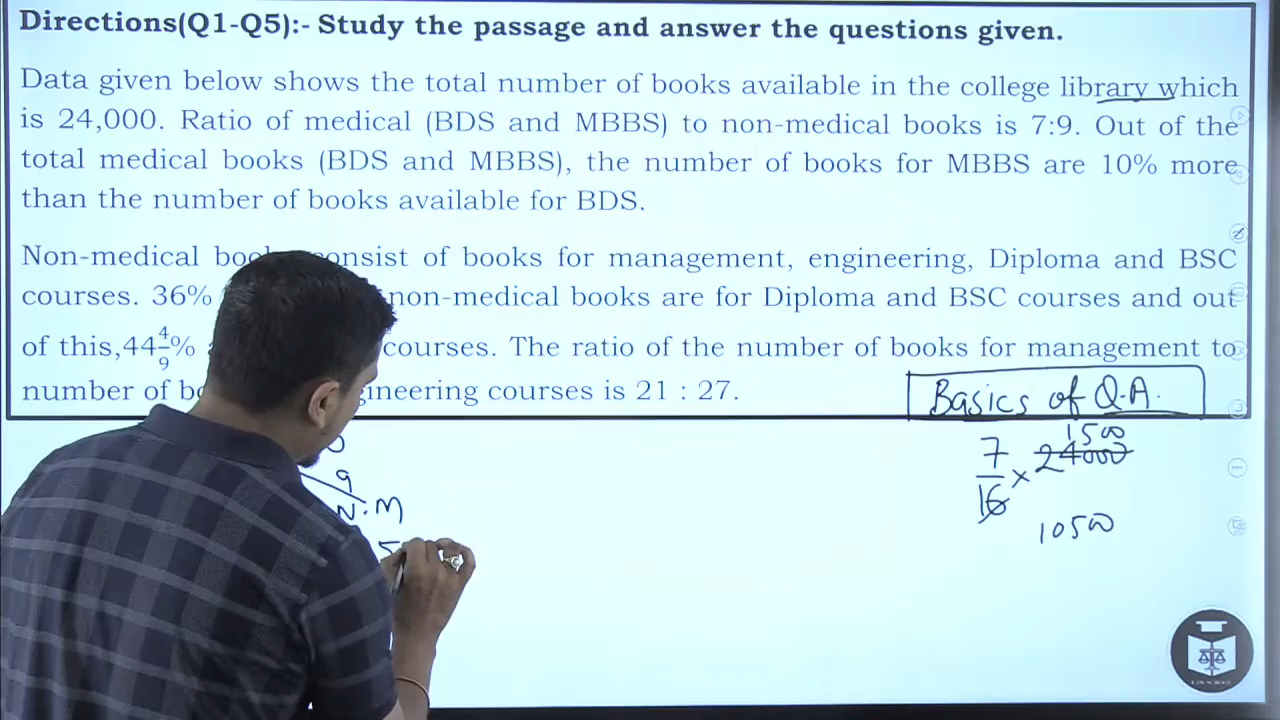 Directions(Q1-Q5):- Study the passage and answer the questions given.
Data given below shows the total number of books available in the college library which
is 24,000. Ratio of medical (BDS and MBBS) to non-medical books is 7:9. Out of the
total medical books (BDS and MBBS), the number of books for MBBS are 10% more
than the number of books available for BDS.
Non-medical consist of books for management, engineering, Diploma and BSC
courses. 36% non-medical books are for Diploma and BSC courses and out
of this,44 4/9% courses. The ratio of the number of books for management to
number of courses is 21 : 27.
Basics of Q.A.
7/16 × 24000
1500
10500
9
N.M
5